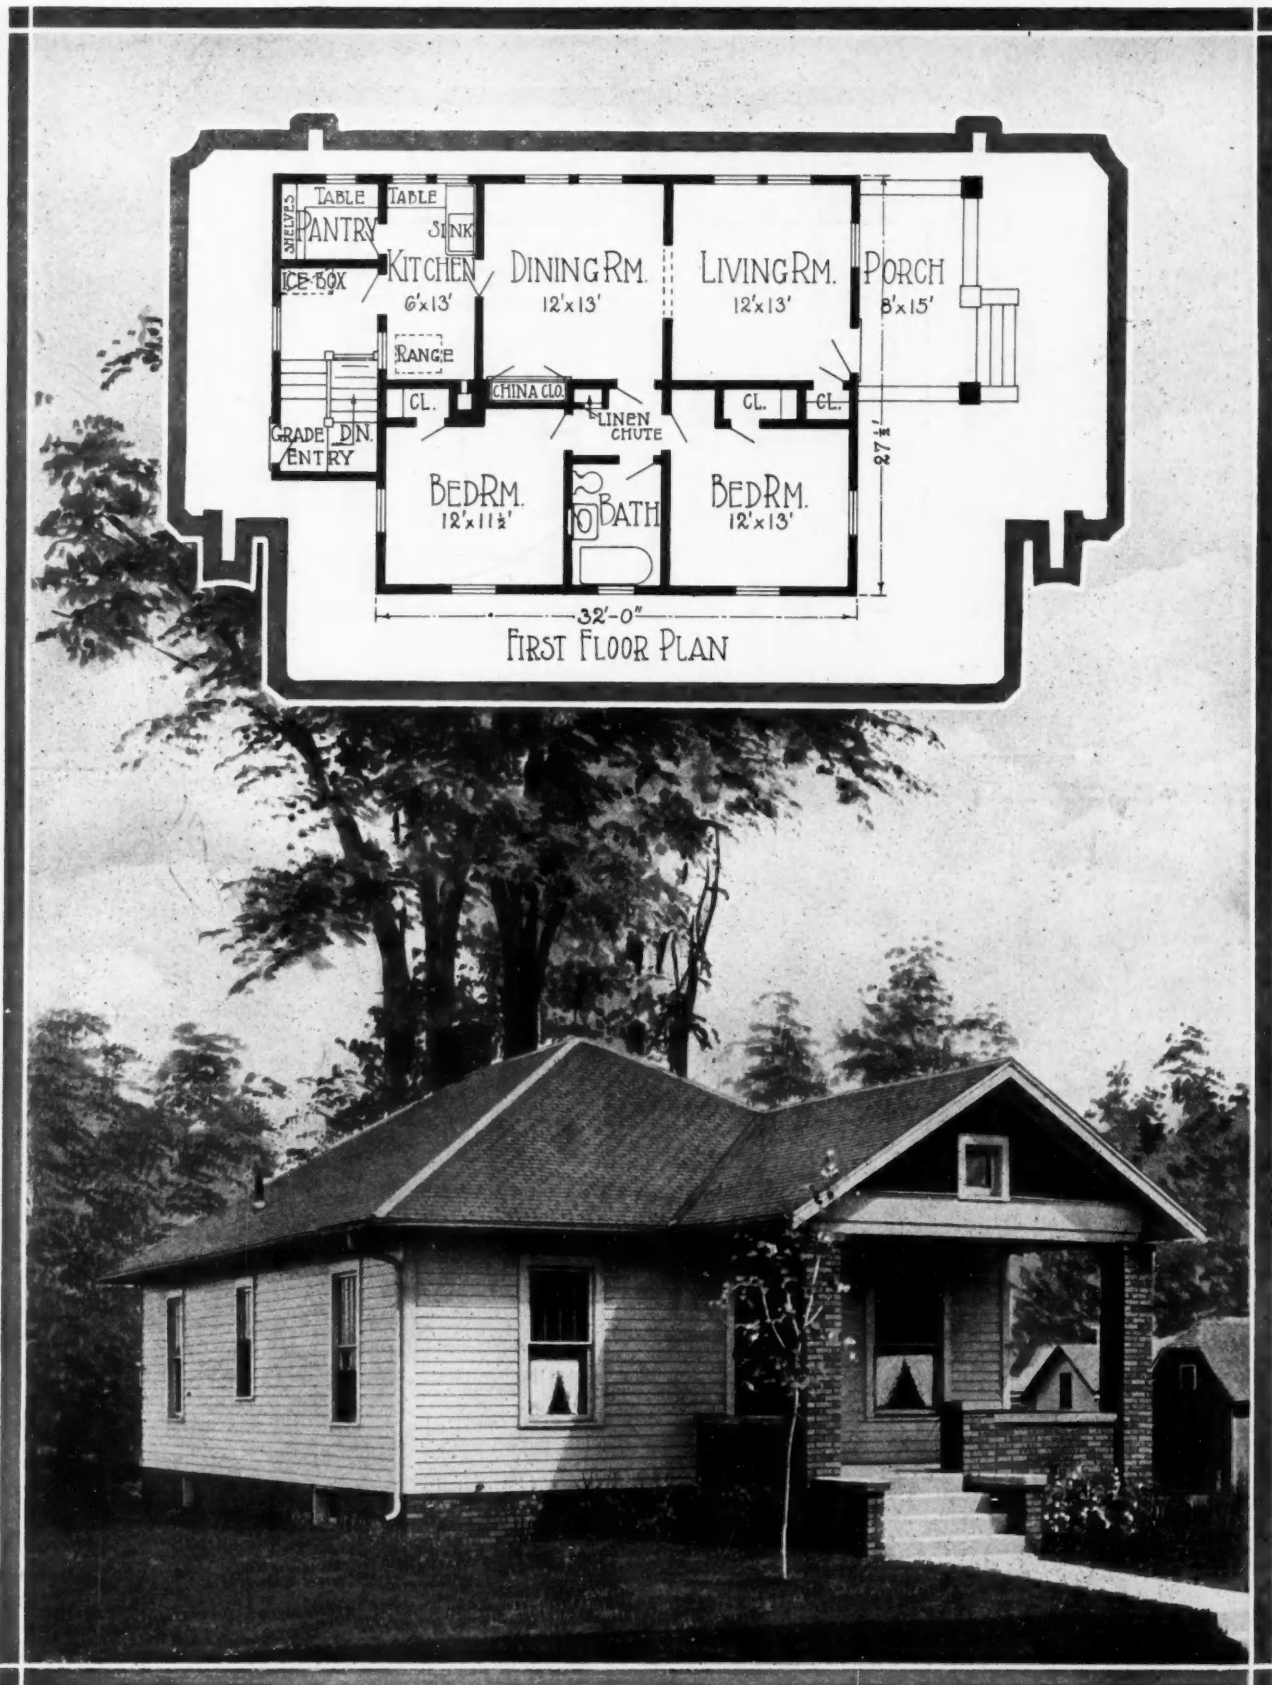 TABLE
TABLE
SHELVES
PANTRY
SINK
ICE BOX
KITCHEN
6'x13'
DINING RM.
12'x13'
LIVING RM.
12'x13'
PORCH
8'x15'
RANGE
CHINA CLO.
CL.
LINEN
CHUTE
CL.
CL.
GRADE
ENTRY
DN.
27½'
BED RM.
12'x11½'
BATH
BED RM.
12'x13'
32'-0"
FIRST FLOOR PLAN